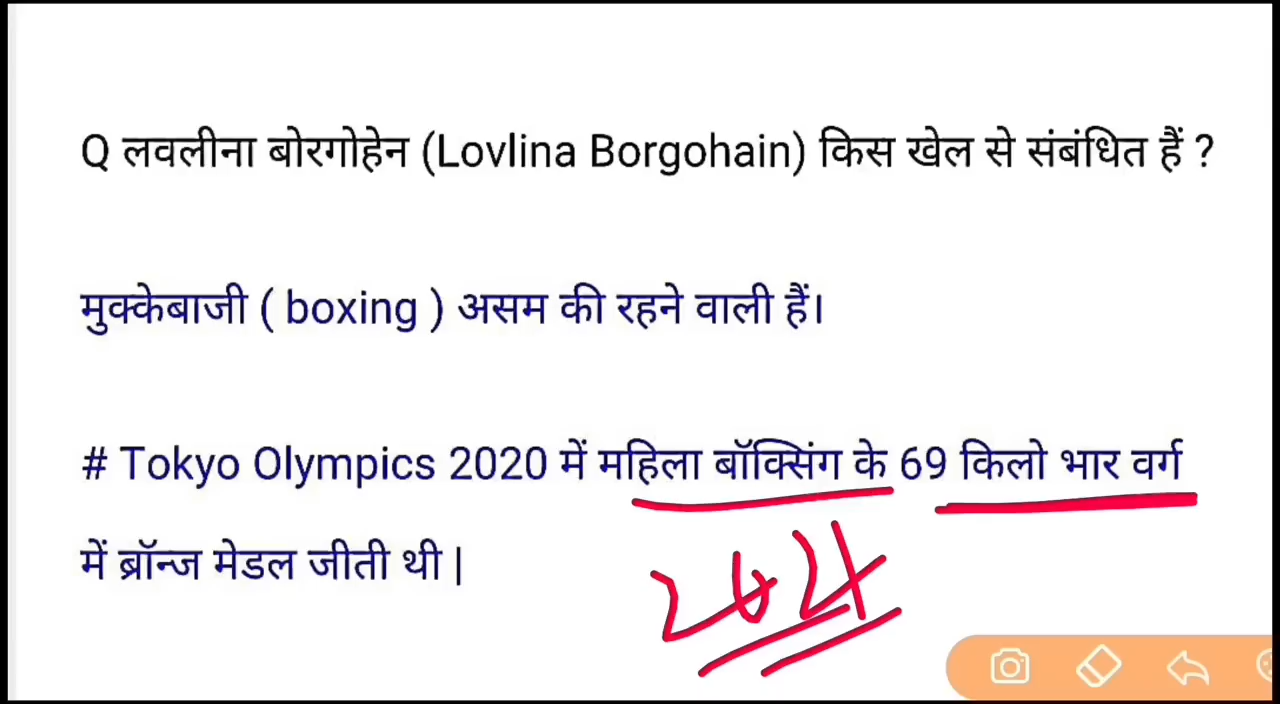 Q लवलीना बोरगोहेन (Lovlina Borgohain) किस खेल से संबंधित हैं ?
मुक्केबाजी ( boxing ) असम की रहने वाली हैं।
# Tokyo Olympics 2020 में महिला बॉक्सिंग के 69 किलो भार वर्ग
में ब्रॉन्ज मेडल जीती थी |
2021